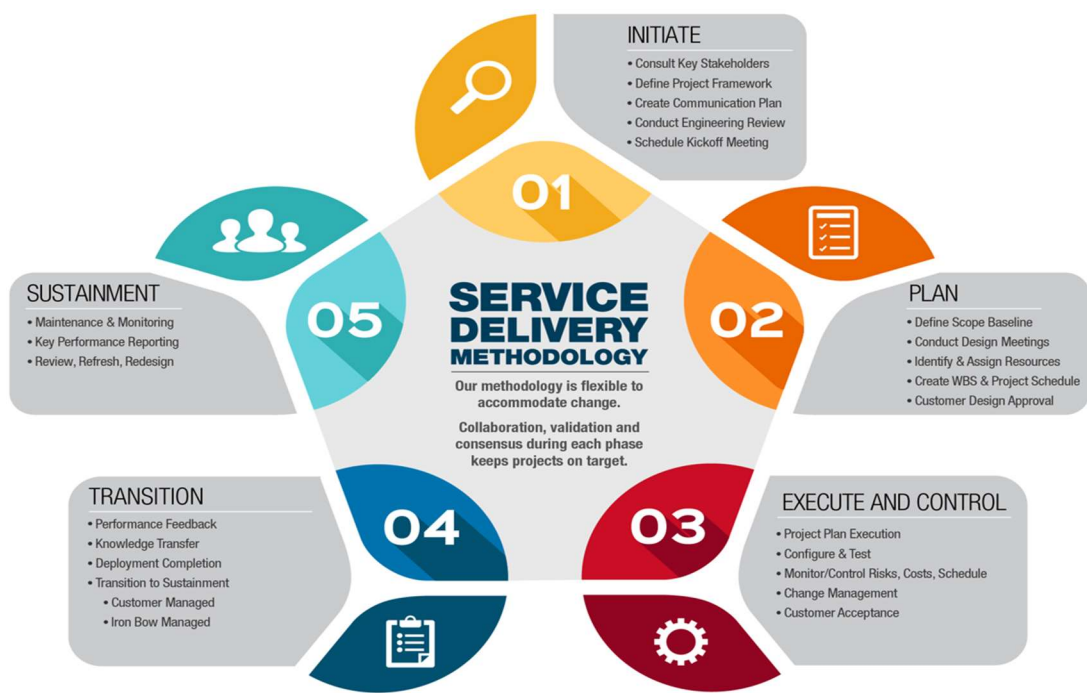 SERVICE
DELIVERY
METHODOLOGY
Our methodology is flexible to
accommodate change.
Collaboration, validation and
consensus during each phase
keeps projects on target.
01
INITIATE
• Consult Key Stakeholders
• Define Project Framework
• Create Communication Plan
• Conduct Engineering Review
• Schedule Kickoff Meeting
02
PLAN
• Define Scope Baseline
• Conduct Design Meetings
• Identify & Assign Resources
• Create WBS & Project Schedule
• Customer Design Approval
03
EXECUTE AND CONTROL
• Project Plan Execution
• Configure & Test
• Monitor/Control Risks, Costs, Schedule
• Change Management
• Customer Acceptance
04
TRANSITION
• Performance Feedback
• Knowledge Transfer
• Deployment Completion
• Transition to Sustainment
• Customer Managed
• Iron Bow Managed
05
SUSTAINMENT
• Maintenance & Monitoring
• Key Performance Reporting
• Review, Refresh, Redesign